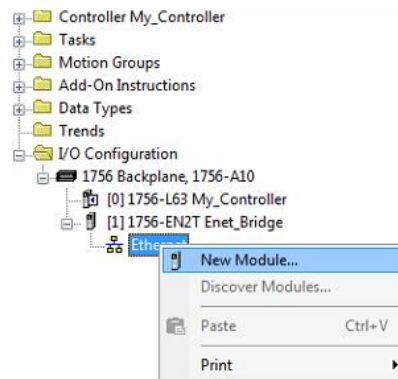 Controller My_Controller
Tasks
Motion Groups
Add-On Instructions
Data Types
Trends
I/O Configuration
1756 Backplane, 1756-A10
[0] 1756-L63 My_Controller
[1] 1756-EN2T Enet_Bridge
Ethernet
New Module...
Discover Modules...
Paste Ctrl+V
Print